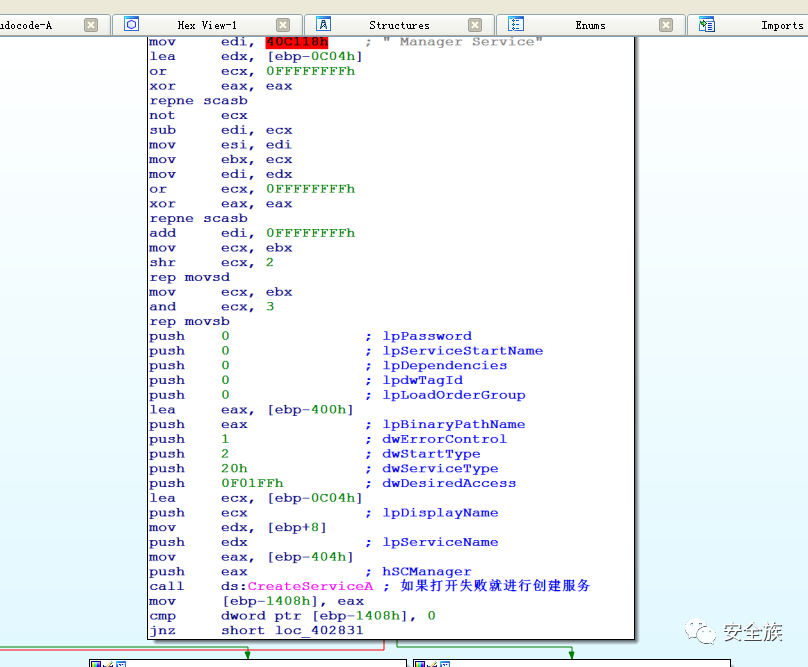 udocode-A Hex View-1 Structures Enums Imports
mov edi, 40C118h ; " Manager Service"
lea edx, [ebp-0C04h]
or ecx, 0FFFFFFFFh
xor eax, eax
repne scasb
not ecx
sub edi, ecx
mov esi, edi
mov ebx, ecx
mov edi, edx
or ecx, 0FFFFFFFFh
xor eax, eax
repne scasb
add edi, 0FFFFFFFFh
mov ecx, ebx
shr ecx, 2
rep movsd
mov ecx, ebx
and ecx, 3
rep movsb
push 0 ; lpPassword
push 0 ; lpServiceStartName
push 0 ; lpDependencies
push 0 ; lpdwTagId
push 0 ; lpLoadOrderGroup
lea eax, [ebp-400h]
push eax ; lpBinaryPathName
push 1 ; dwErrorControl
push 2 ; dwStartType
push 20h ; dwServiceType
push 0F01FFh ; dwDesiredAccess
lea ecx, [ebp-0C04h]
push ecx ; lpDisplayName
mov edx, [ebp+8]
push edx ; lpServiceName
mov eax, [ebp-404h]
push eax ; hSCManager
call ds:CreateServiceA ; 如果打开失败就进行创建服务
mov [ebp-1408h], eax
cmp dword ptr [ebp-1408h], 0
jnz short loc_402831
安全族